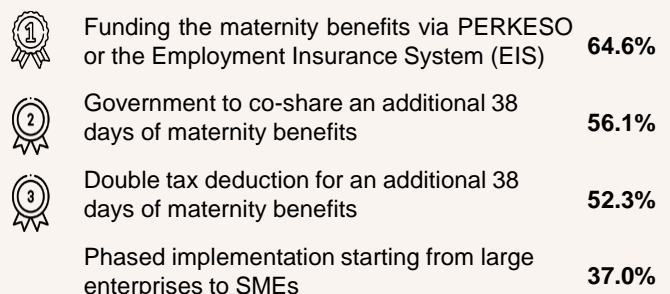 1
Funding the maternity benefits via PERKESO
or the Employment Insurance System (EIS)
64.6%
2
Government to co-share an additional 38
days of maternity benefits
56.1%
3
Double tax deduction for an additional 38
days of maternity benefits
52.3%
Phased implementation starting from large
enterprises to SMEs
37.0%